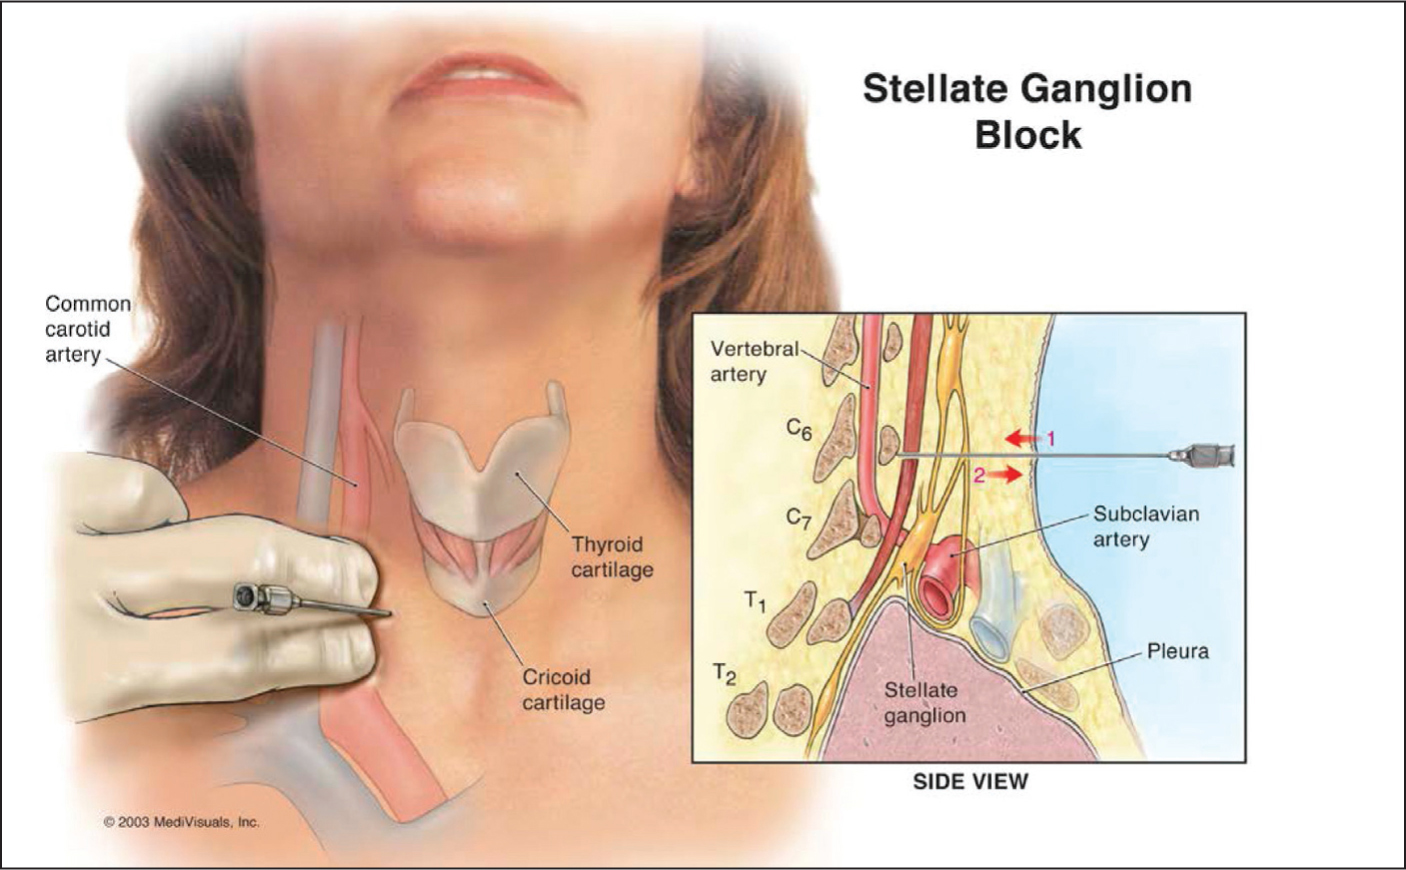 Stellate Ganglion
Block
Common
carotid
artery
Thyroid
cartilage
Cricoid
cartilage
© 2003 MediVisuals, Inc.
Vertebral
artery
C6
1
2
C7
Subclavian
artery
T1
Pleura
T2
Stellate
ganglion
SIDE VIEW